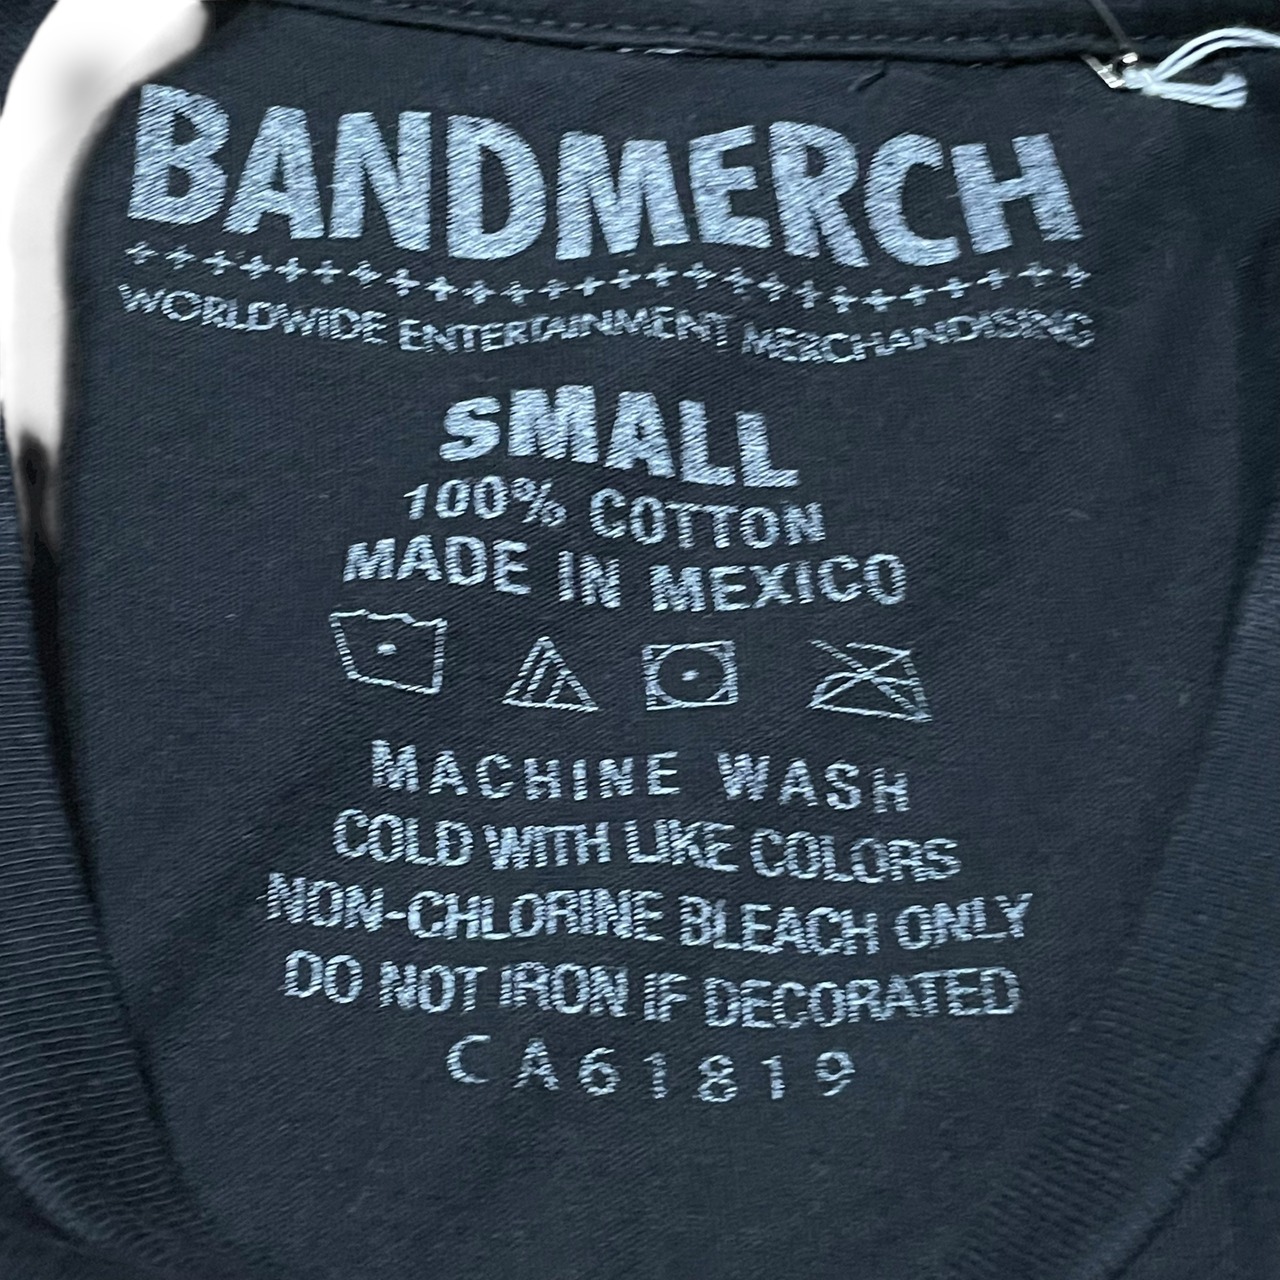 BANDMERCH
WORLDWIDE ENTERTAINMENT MERCHANDISING
SMALL
100% COTTON
MADE IN MEXICO
MACHINE WASH
COLD WITH LIKE COLORS
NON-CHLORINE BLEACH ONLY
DO NOT IRON IF DECORATED
CA61819